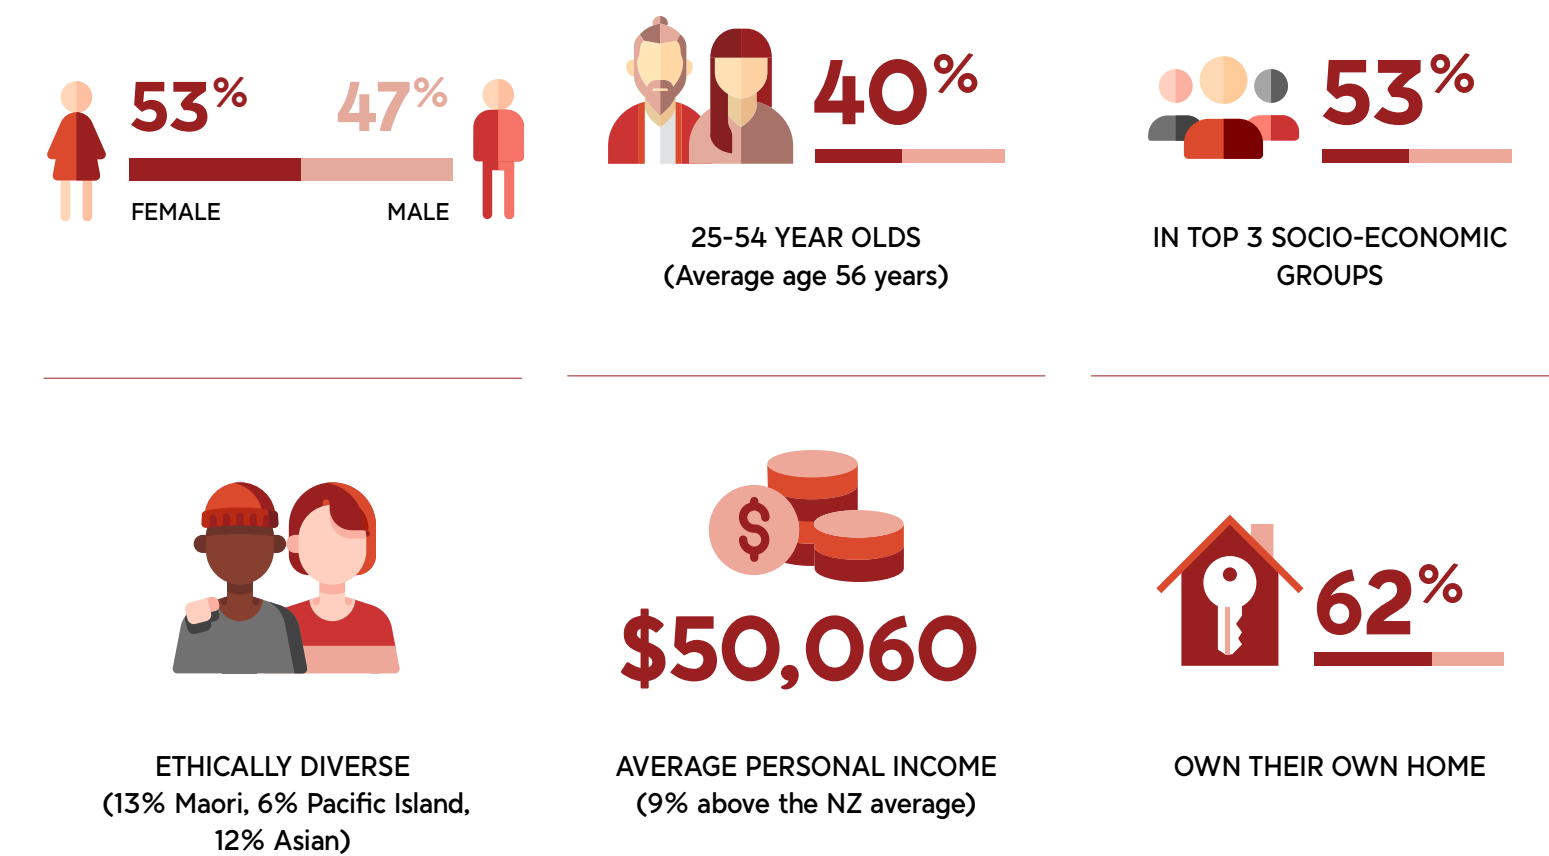 53% 47%
FEMALE MALE
40%
25-54 YEAR OLDS
(Average age 56 years)
53%
IN TOP 3 SOCIO-ECONOMIC
GROUPS
ETHICALLY DIVERSE
(13% Maori, 6% Pacific Island,
12% Asian)
$
$50,060
AVERAGE PERSONAL INCOME
(9% above the NZ average)
62%
OWN THEIR OWN HOME